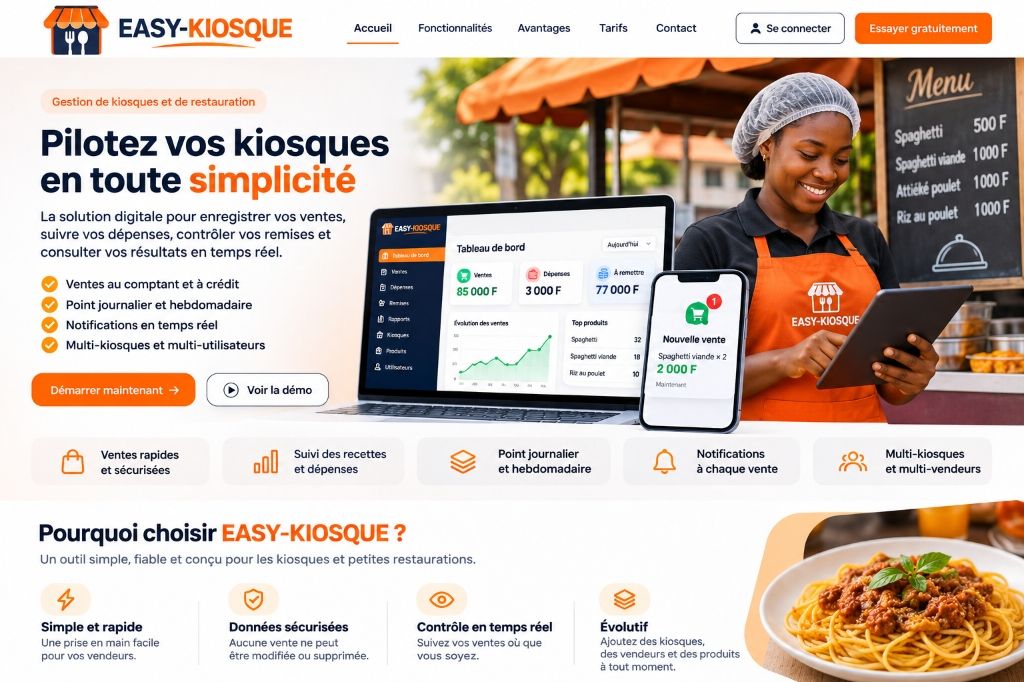 EASY-KIOSQUE
Accueil
Fonctionnalités
Avantages
Tarifs
Contact
Se connecter
Essayer gratuitement
Gestion de kiosques et de restauration
Pilotez vos kiosques
en toute simplicité
La solution digitale pour enregistrer vos ventes,
suivre vos dépenses, contrôler vos remises et
consulter vos résultats en temps réel.
Ventes au comptant et à crédit
Point journalier et hebdomadaire
Notifications en temps réel
Multi-kiosques et multi-utilisateurs
Démarrer maintenant →
Voir la démo
EASY-KIOSQUE
Tableau de bord
Ventes
Dépenses
Remises
Rapports
Kiosques
Produits
Utilisateurs
Tableau de bord
Aujourd'hui
Ventes
85 000 F
Dépenses
3 000 F
À remettre
77 000 F
Évolution des ventes
Top produits
Spaghetti 32
Spaghetti viande 18
Riz au poulet 10
1
Nouvelle vente
Spaghetti viande × 2
2 000 F
Maintenant
EASY-KIOSQUE
Menu
Spaghetti 500 F
Spaghetti viande 1000 F
Attiéké poulet 1000 F
Riz au poulet 1000 F
Ventes rapides
et sécurisées
Suivi des recettes
et dépenses
Point journalier
et hebdomadaire
Notifications
à chaque vente
Multi-kiosques
et multi-vendeurs
Pourquoi choisir EASY-KIOSQUE ?
Un outil simple, fiable et conçu pour les kiosques et petites restaurations.
Simple et rapide
Une prise en main facile
pour vos vendeurs.
Données sécurisées
Aucune vente ne peut
être modifiée ou supprimée.
Contrôle en temps réel
Suivez vos ventes où que
vous soyez.
Évolutif
Ajoutez des kiosques,
des vendeurs et des produits
à tout moment.